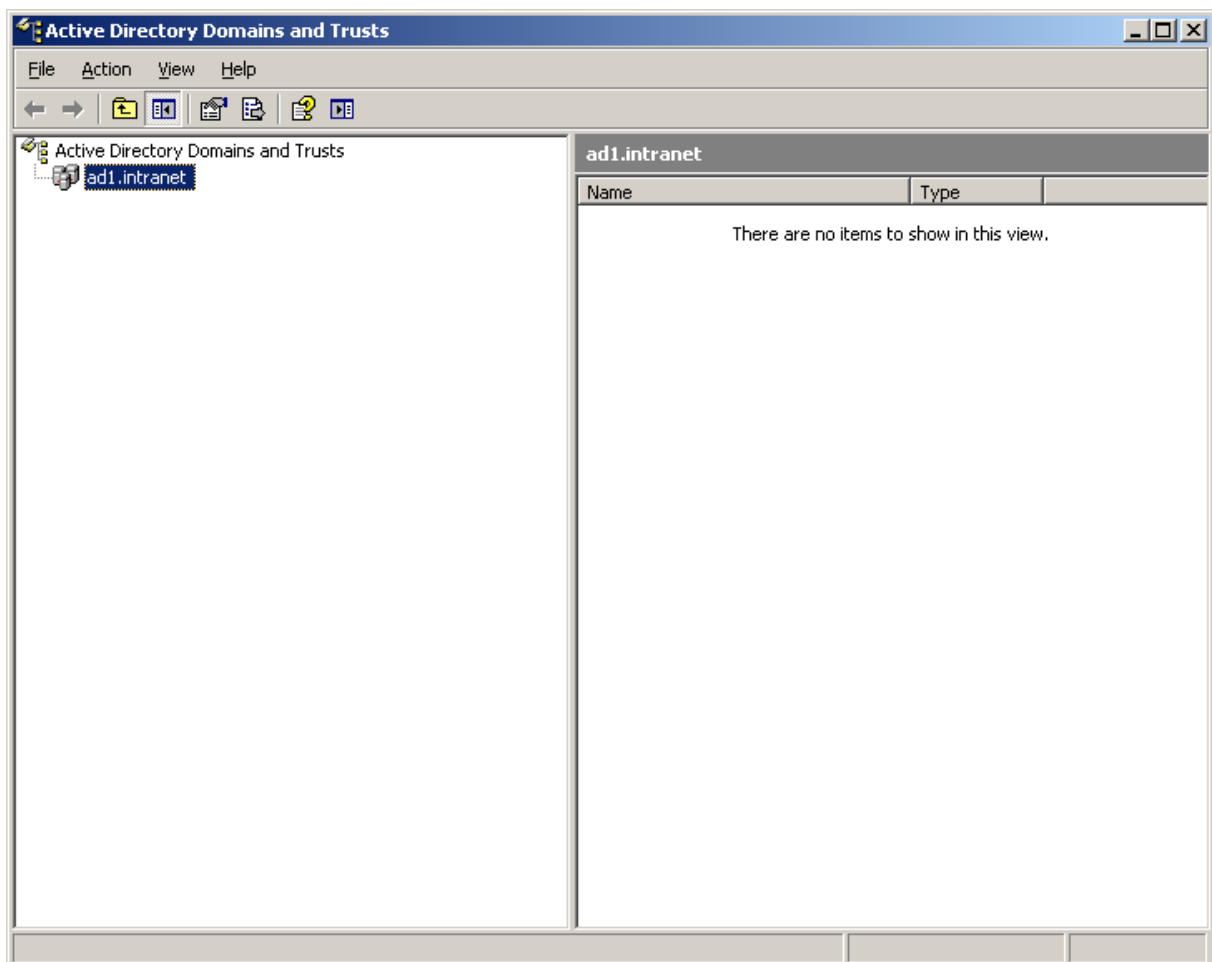 Active Directory Domains and Trusts
File Action View Help
Active Directory Domains and Trusts
ad1.intranet
ad1.intranet
Name Type
There are no items to show in this view.